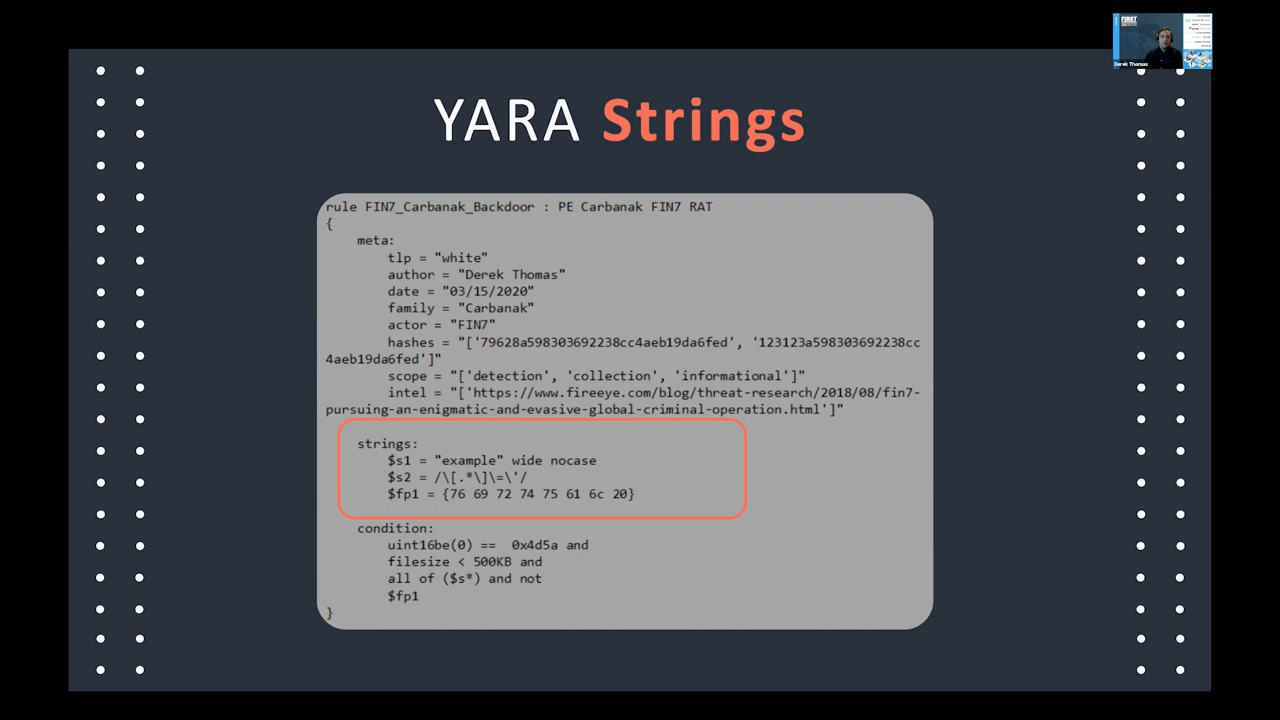 FIRST
Derek Thomas
YARA Strings
rule FIN7_Carbanak_Backdoor : PE Carbanak FIN7 RAT
{
meta:
tlp = "white"
author = "Derek Thomas"
date = "03/15/2020"
family = "Carbanak"
actor = "FIN7"
hashes = "['79628a598303692238cc4aeb19da6fed', '123123a598303692238cc
4aeb19da6fed']"
scope = "['detection', 'collection', 'informational']"
intel = "['https://www.fireeye.com/blog/threat-research/2018/08/fin7-
pursuing-an-enigmatic-and-evasive-global-criminal-operation.html']"
strings:
$s1 = "example" wide nocase
$s2 = /\[.*\]\=\'/
$fp1 = {76 69 72 74 75 61 6c 20}
condition:
uint16be(0) ==  0x4d5a and
filesize < 500KB and
all of ($s*) and not
$fp1
}